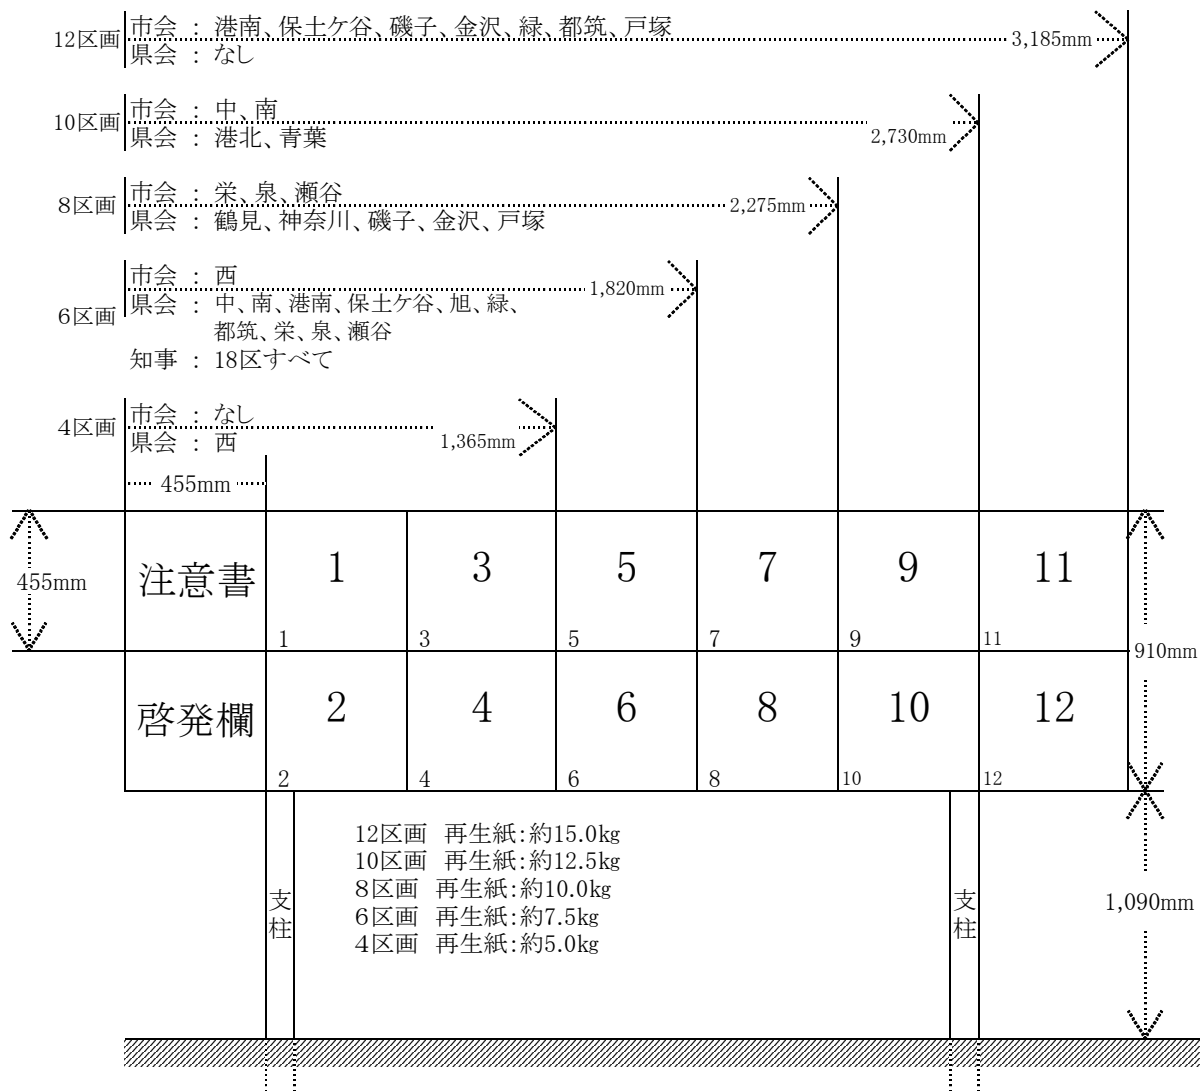 12区画
市会 : 港南、保土ケ谷、磯子、金沢、緑、都筑、戸塚
県会 : なし
3,185mm
10区画
市会 : 中、南
県会 : 港北、青葉
2,730mm
8区画
市会 : 栄、泉、瀬谷
県会 : 鶴見、神奈川、磯子、金沢、戸塚
2,275mm
6区画
市会 : 西
県会 : 中、南、港南、保土ケ谷、旭、緑、
都筑、栄、泉、瀬谷
知事 : 18区すべて
1,820mm
4区画
市会 : なし
県会 : 西
1,365mm
455mm
455mm
注意書 1 3 5 7 9 11
1 3 5 7 9 11
910mm
啓発欄 2 4 6 8 10 12
2 4 6 8 10 12
12区画 再生紙:約15.0kg
10区画 再生紙:約12.5kg
8区画 再生紙:約10.0kg
6区画 再生紙:約7.5kg
4区画 再生紙:約5.0kg
支柱
支柱
1,090mm